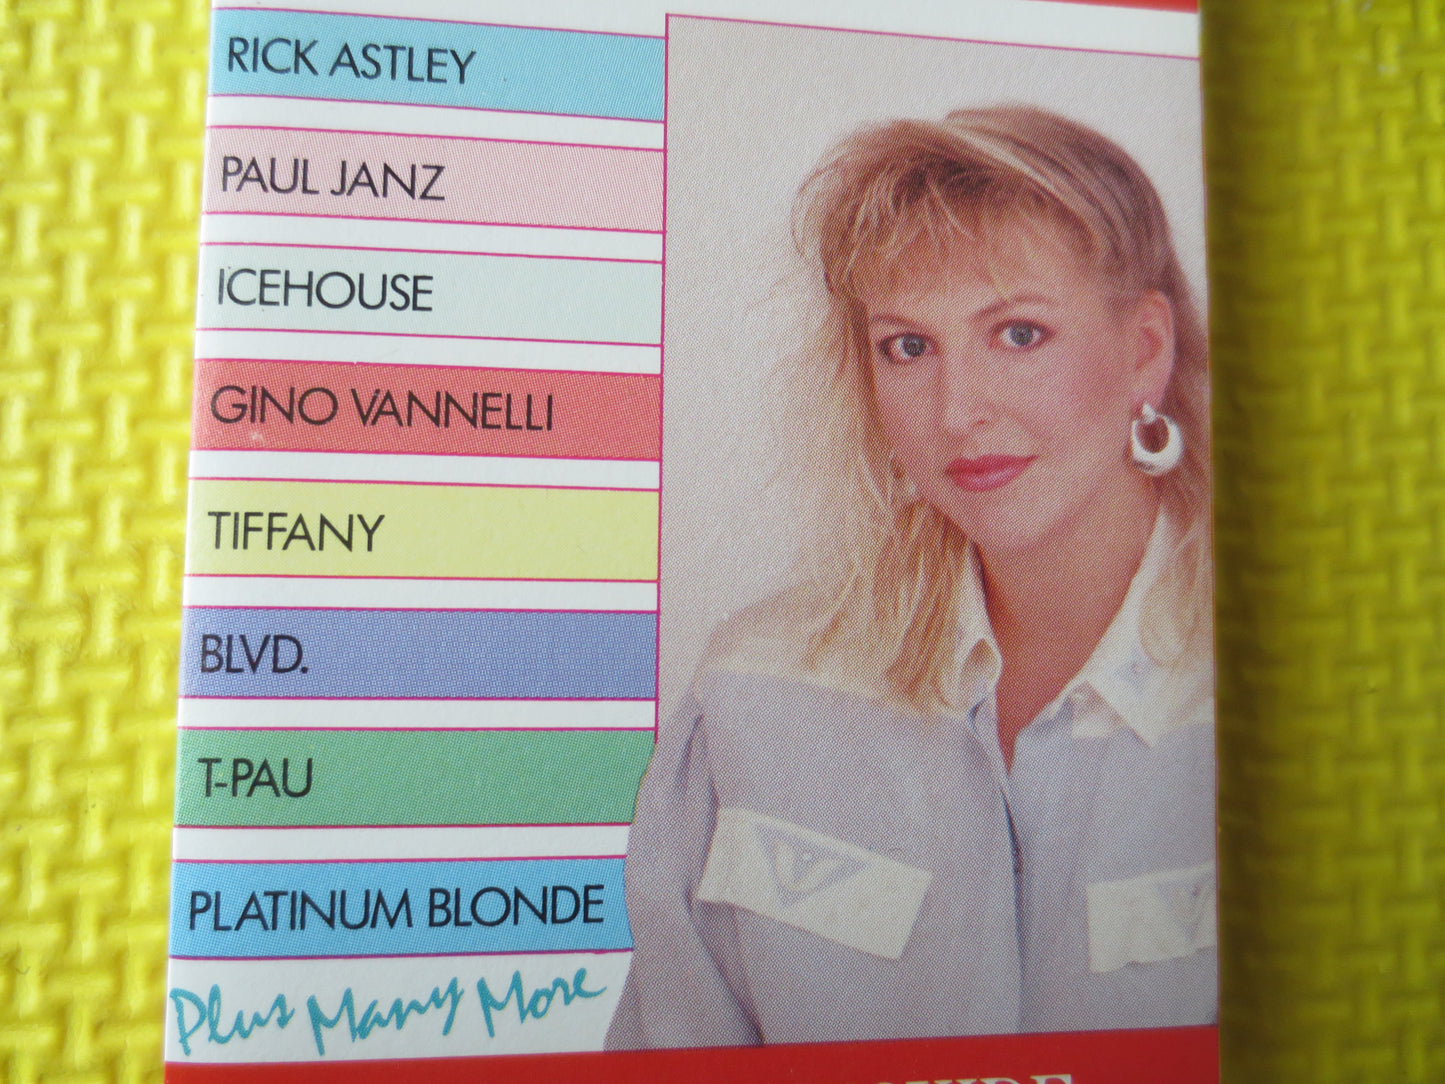 RICK ASTLEY
PAUL JANZ
ICEHOUSE
GINO VANNELLI
TIFFANY
BLVD.
T-PAU
PLATINUM BLONDE
Plus Many More